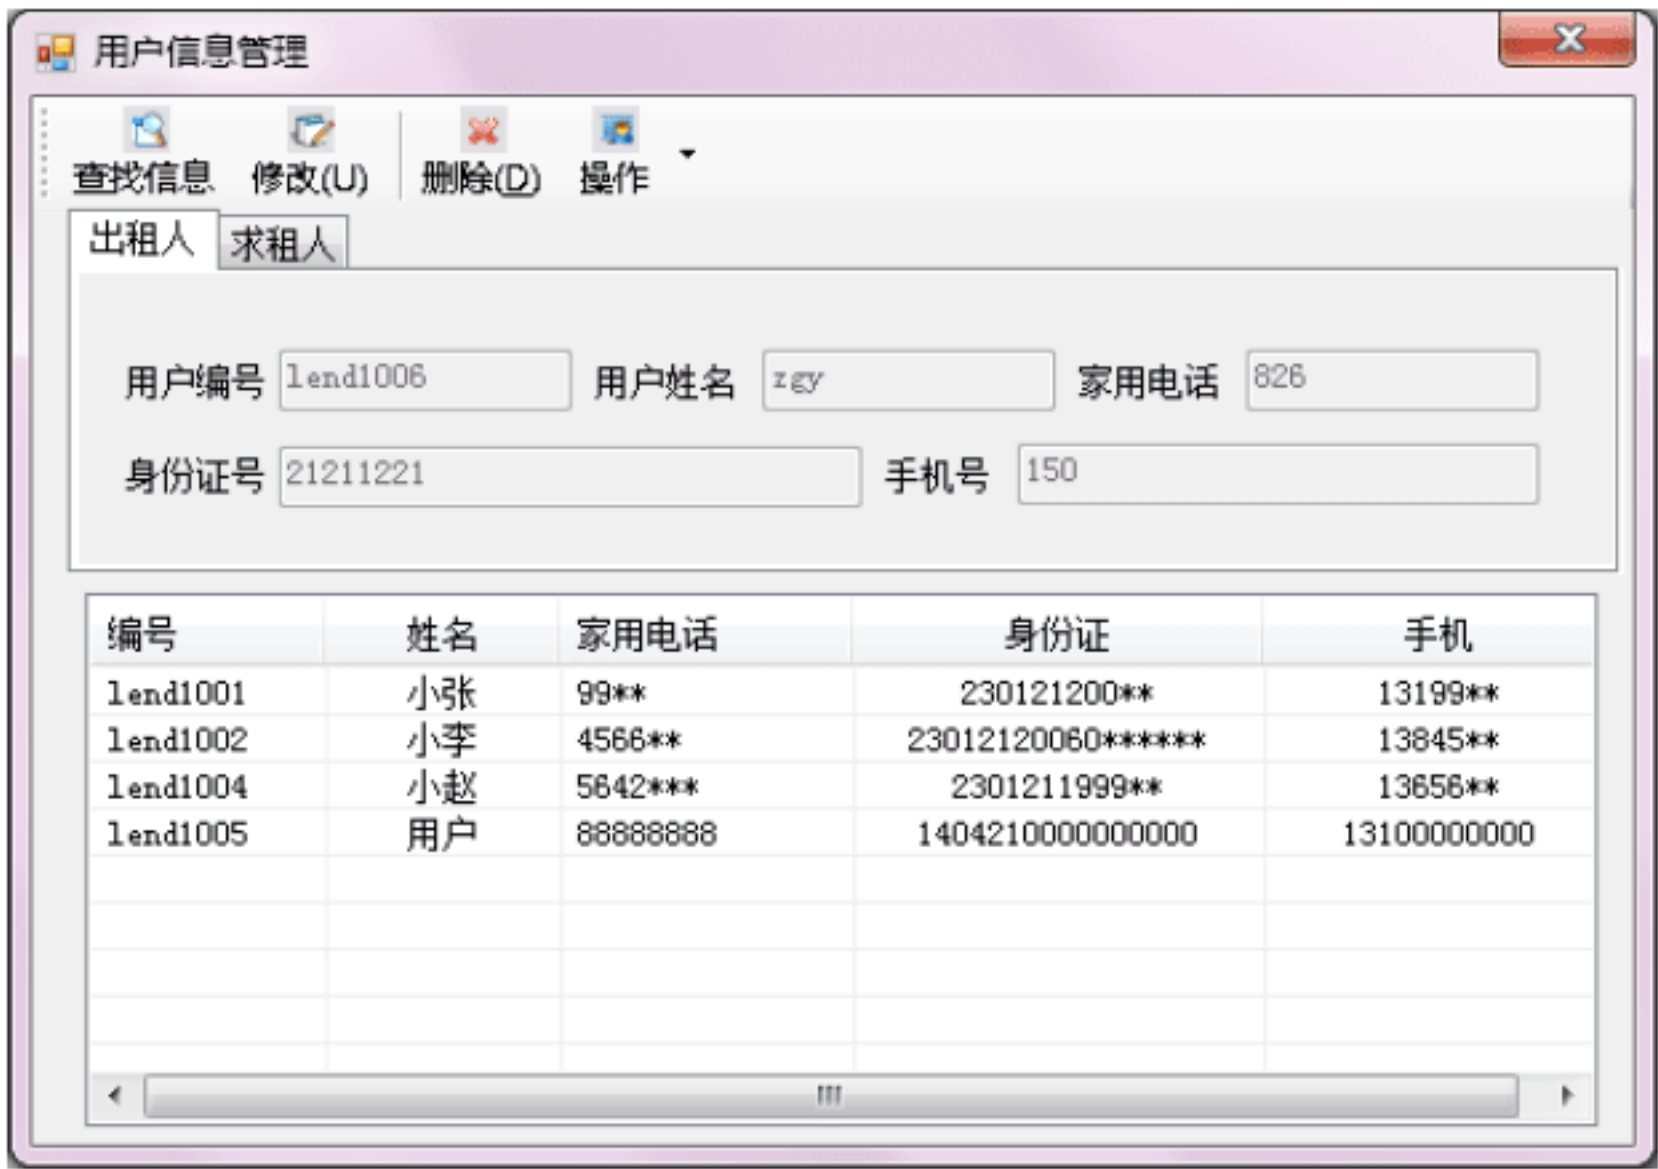 用户信息管理
查找信息 修改(U) 删除(D) 操作
出租人 求租人
用户编号 lend1006 用户姓名 zgy 家用电话 826
身份证号 21211221 手机号 150
编号 姓名 家用电话 身份证 手机
lend1001 小张 99** 230121200** 13199**
lend1002 小李 4566** 23012120060****** 13845**
lend1004 小赵 5642*** 2301211999** 13656**
lend1005 用户 88888888 1404210000000000 13100000000